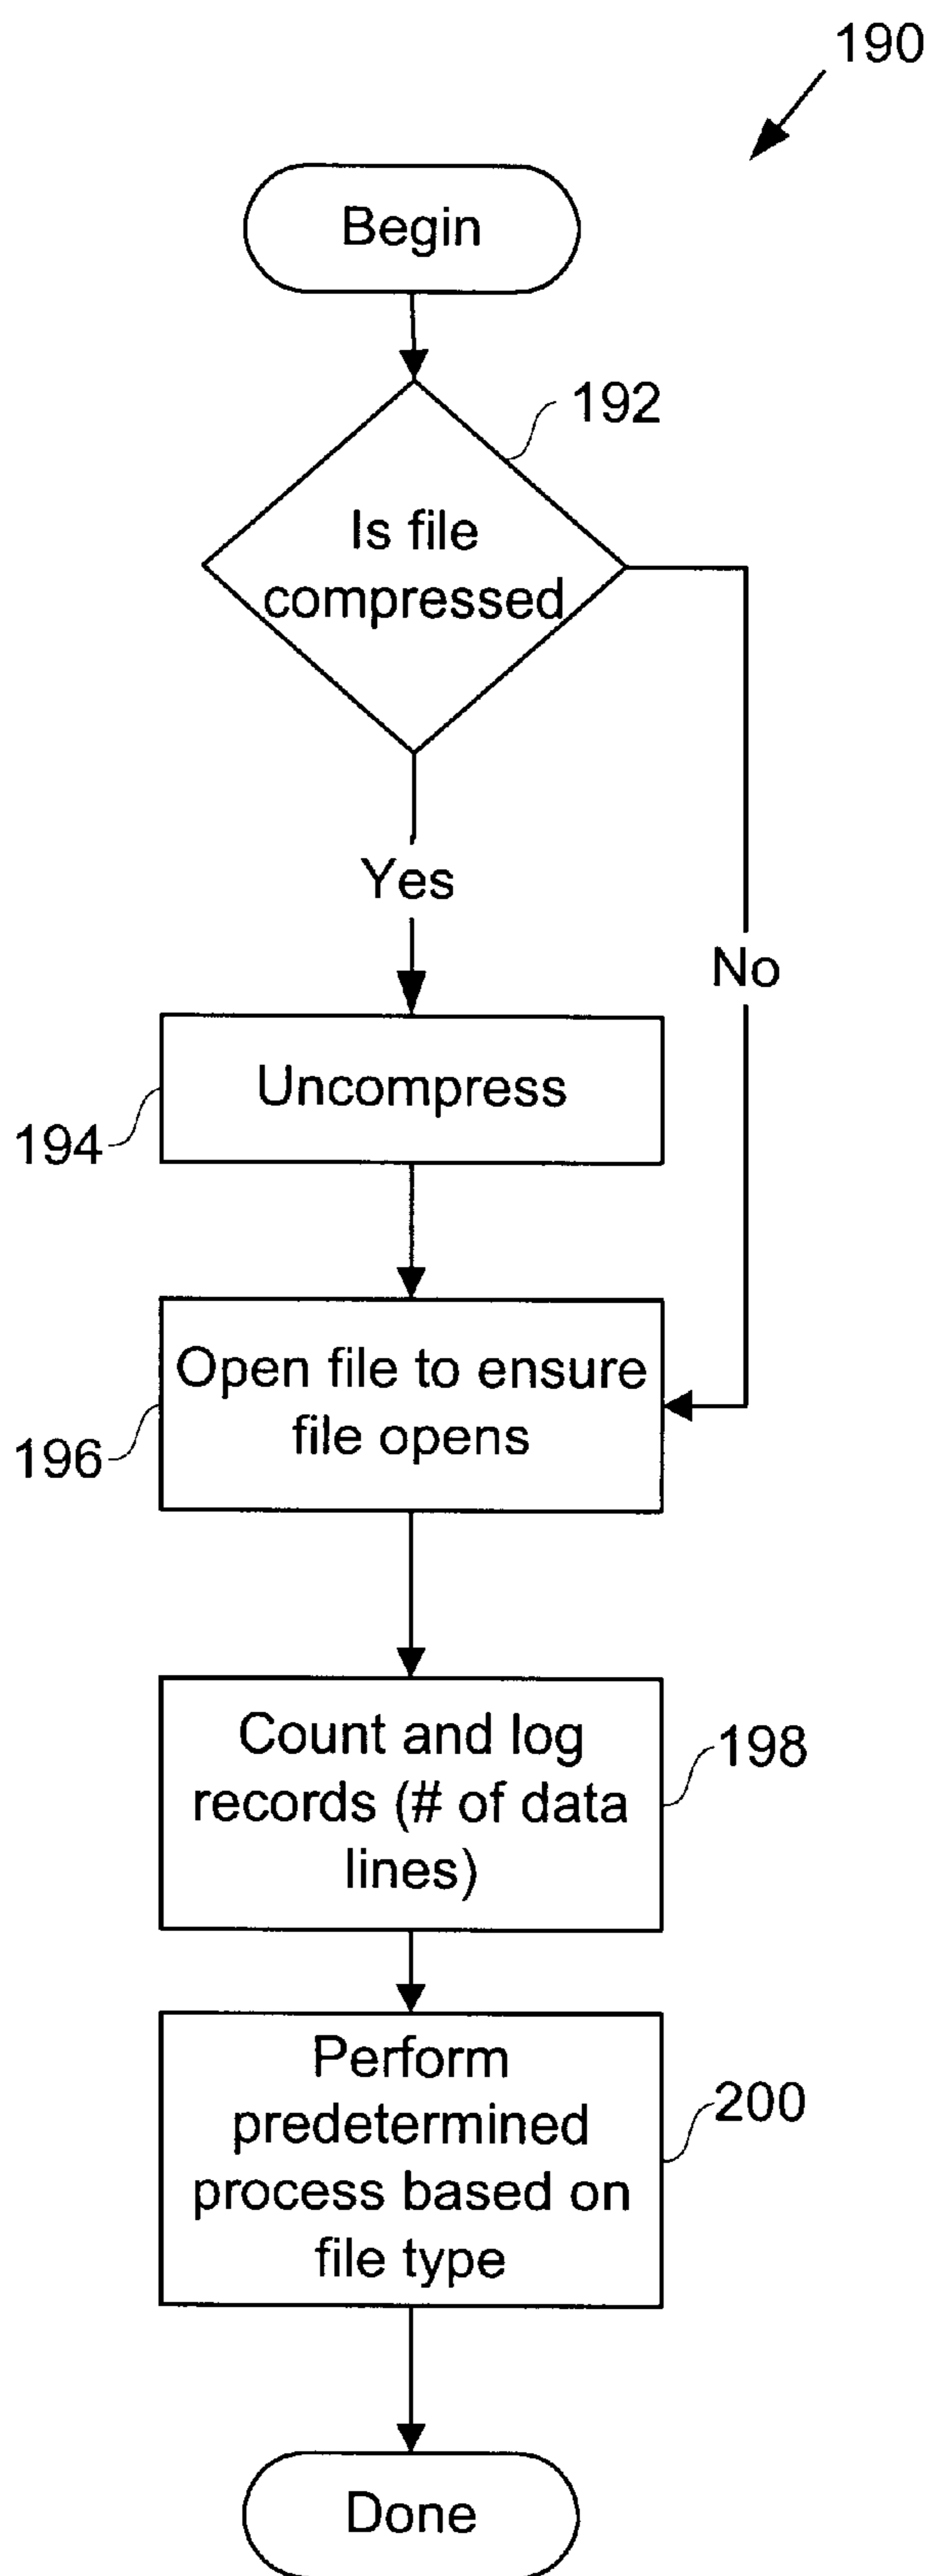 190
Begin
192
Is file
compressed
Yes
No
Uncompress
194
Open file to ensure
file opens
196
Count and log
records (# of data
lines)
198
Perform
predetermined
process based on
file type
200
Done